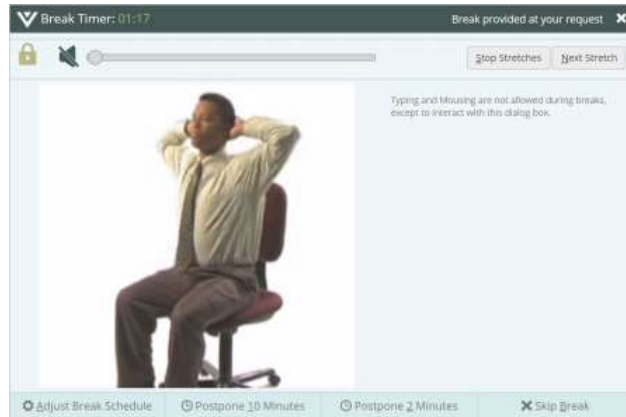 Break Timer: 01:17
Break provided at your request
Stop Stretches
Next Stretch
Typing and Mousing are not allowed during breaks,
except to interact with this dialog box.
Adjust Break Schedule
Postpone 10 Minutes
Postpone 2 Minutes
Skip Break